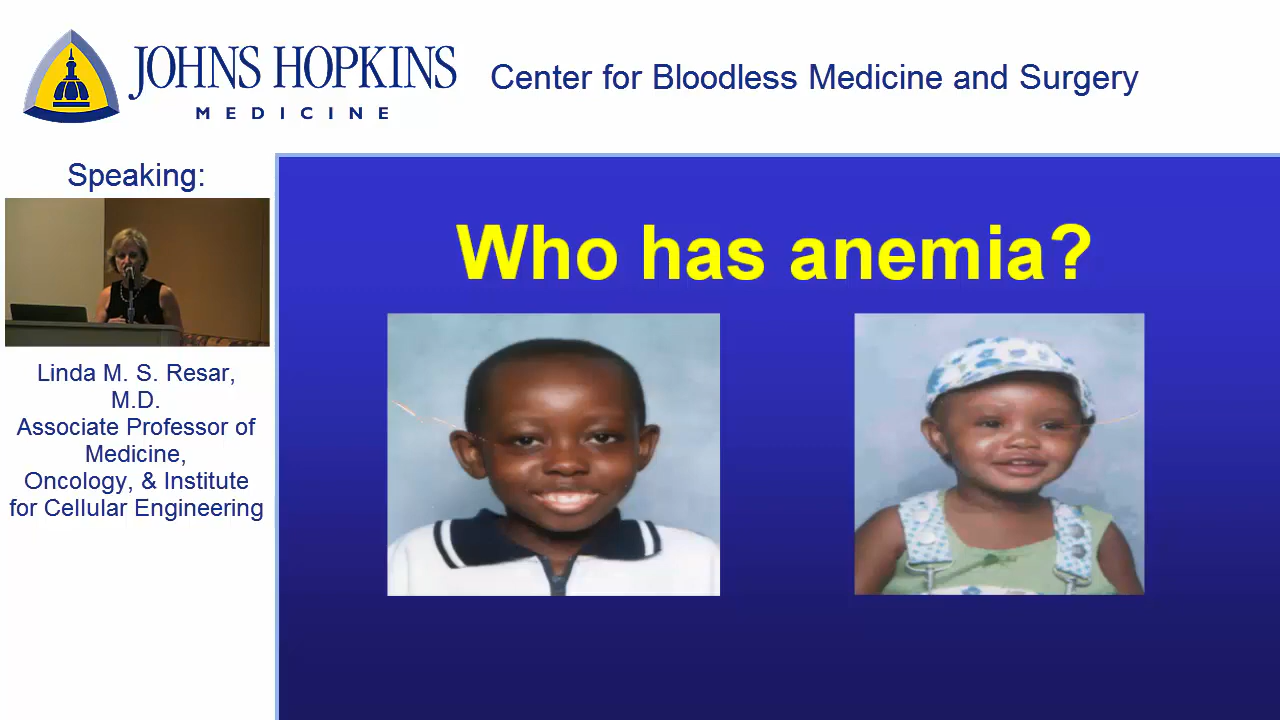 JOHNS HOPKINS
MEDICINE
Center for Bloodless Medicine and Surgery
Speaking:
Linda M. S. Resar,
M.D.
Associate Professor of
Medicine,
Oncology, & Institute
for Cellular Engineering
Who has anemia?